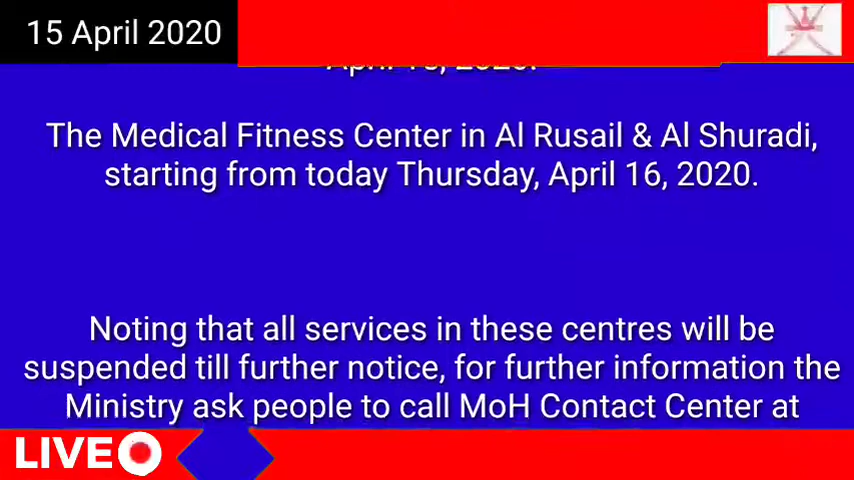 15 April 2020
The Medical Fitness Center in Al Rusail & Al Shuradi,
starting from today Thursday, April 16, 2020.
Noting that all services in these centres will be
suspended till further notice, for further information the
Ministry ask people to call MoH Contact Center at
LIVE